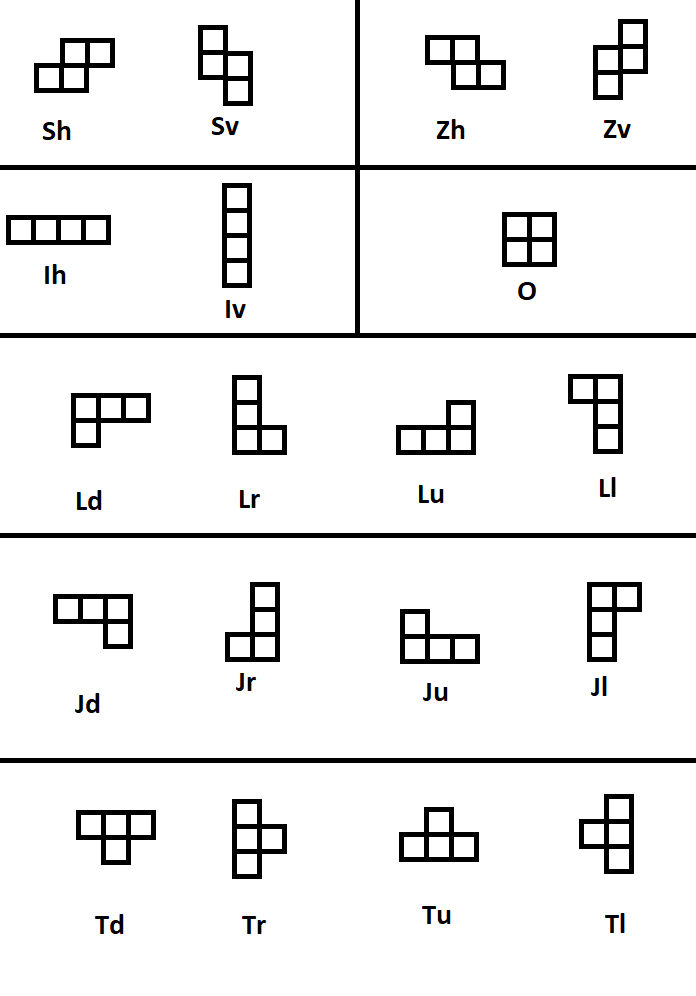 Sh Sv Zh Zv
Ih Iv O
Ld Lr Lu Ll
Jd Jr Ju Jl
Td Tr Tu Tl